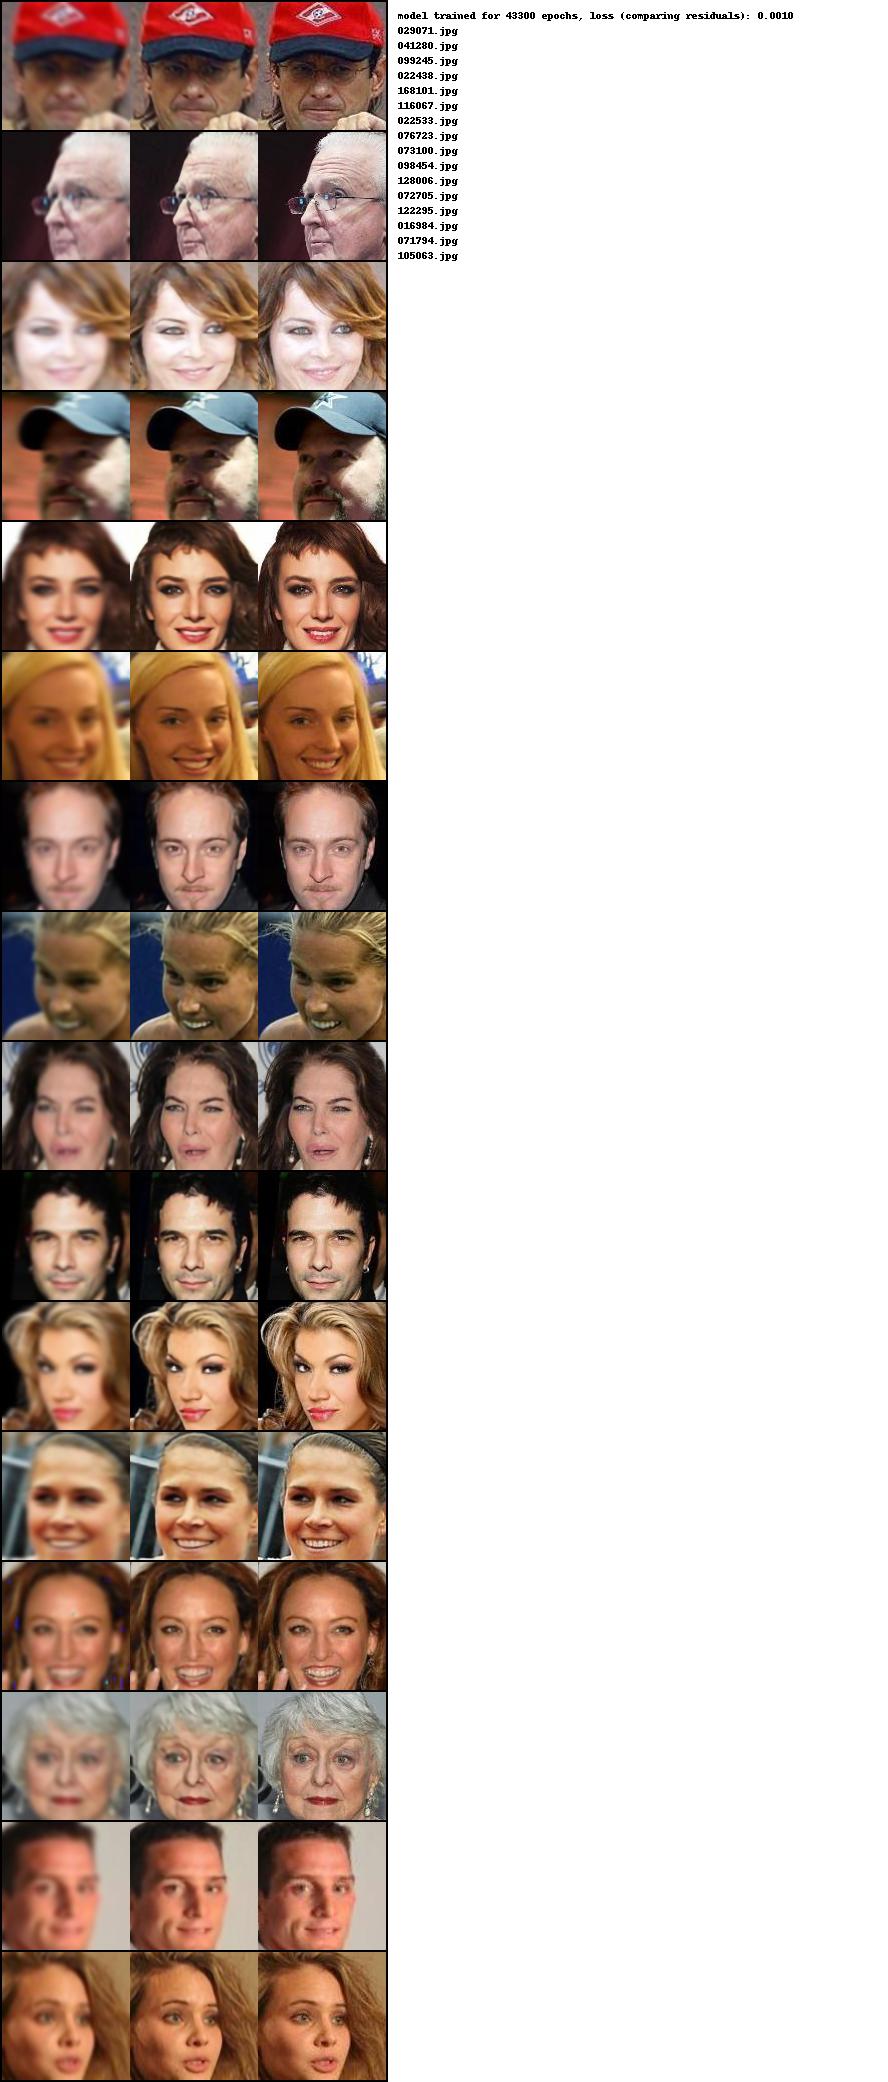 model trained for 43300 epochs, loss (comparing residuals): 0.0010
029071.jpg
041280.jpg
099245.jpg
022438.jpg
168101.jpg
116067.jpg
022533.jpg
076723.jpg
073100.jpg
098454.jpg
128006.jpg
072705.jpg
122295.jpg
016984.jpg
071794.jpg
105063.jpg